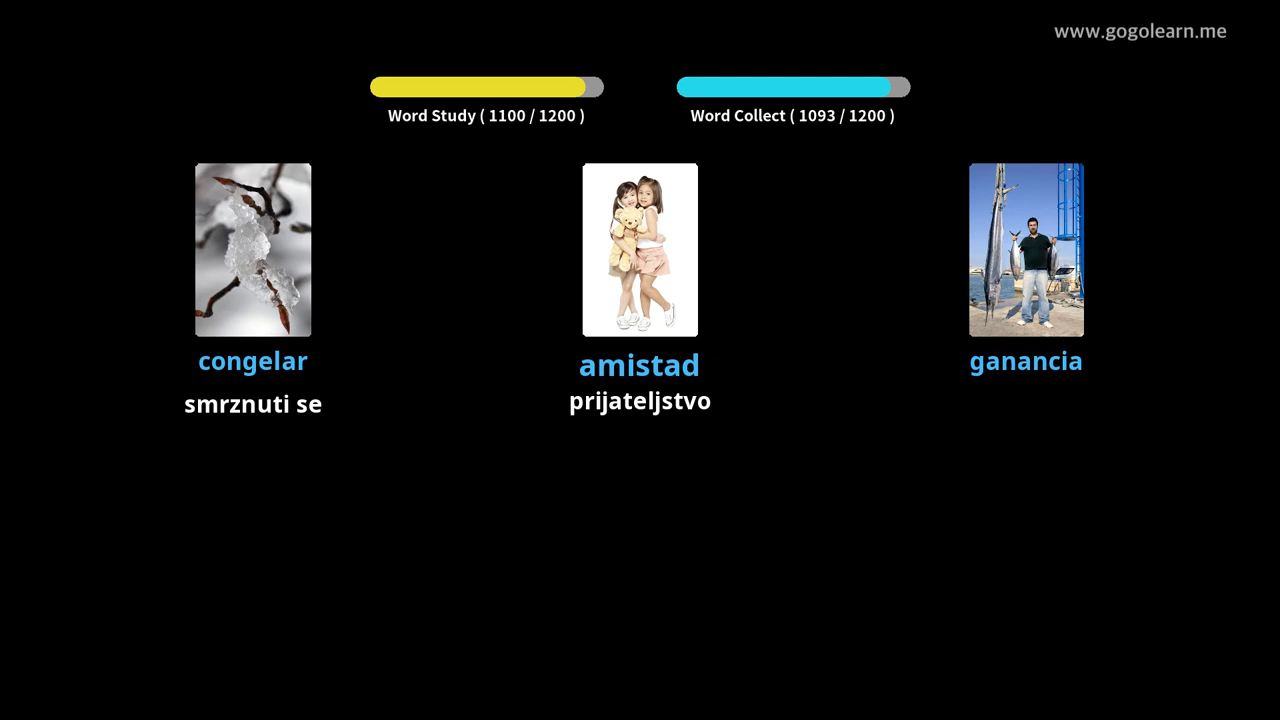 www.gogolearn.me
Word Study ( 1100 / 1200 )
Word Collect ( 1093 / 1200 )
congelar
smrznuti se
amistad
prijateljstvo
ganancia